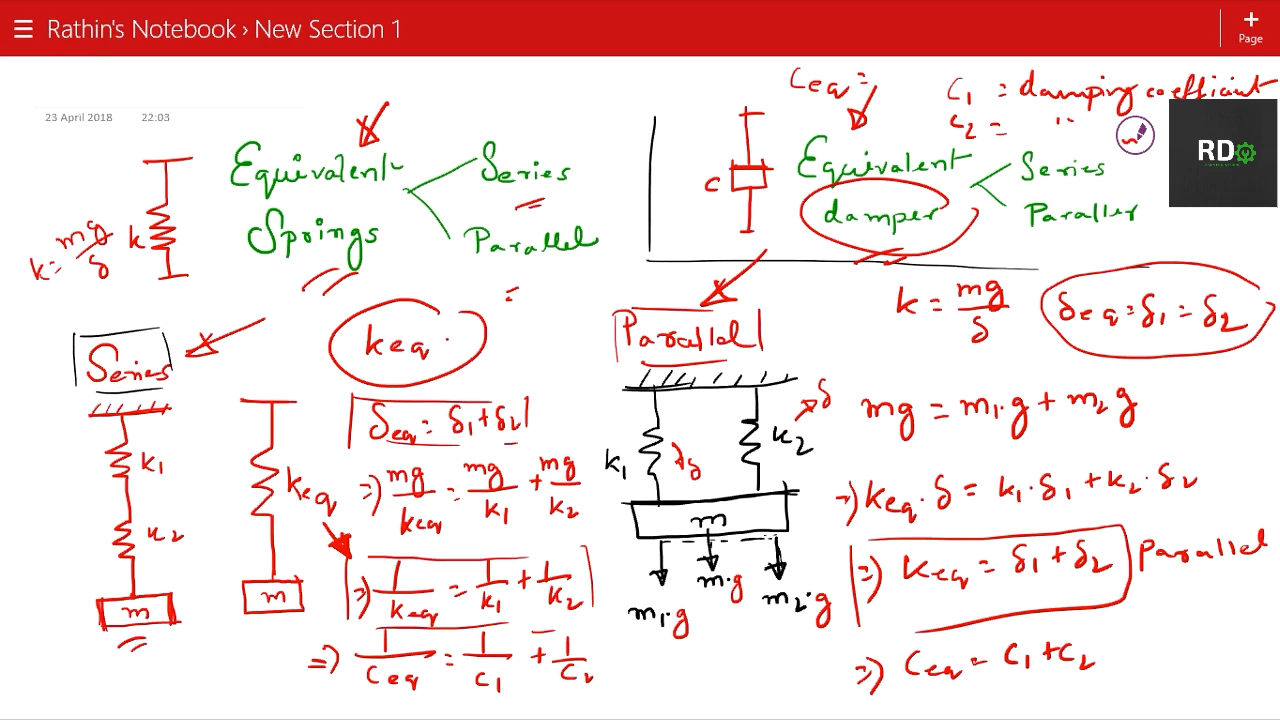 Rathin's Notebook › New Section 1
Page
23 April 2018 22:03
k = mg/δ
k
Equivalent Springs
Series
Parallel
Ceq =
C1 = damping coefficient
C2 = "
RD
c
Equivalent damper
Series
Parallel
Series
k1
k2
m
keq
m
keq.
δeq = δ1 + δ2
=> mg/keq = mg/k1 + mg/k2
=> 1/keq = 1/k1 + 1/k2
=> 1/Ceq = 1/C1 + 1/C2
Parallel
k1
δ
k2
δ
m
m1·g
m·g
m2·g
k = mg/δ
δeq = δ1 = δ2
mg = m1·g + m2g
=> keq·δ = k1·δ1 + k2·δ2
=> keq = δ1 + δ2
Parallel
=> Ceq = C1 + C2